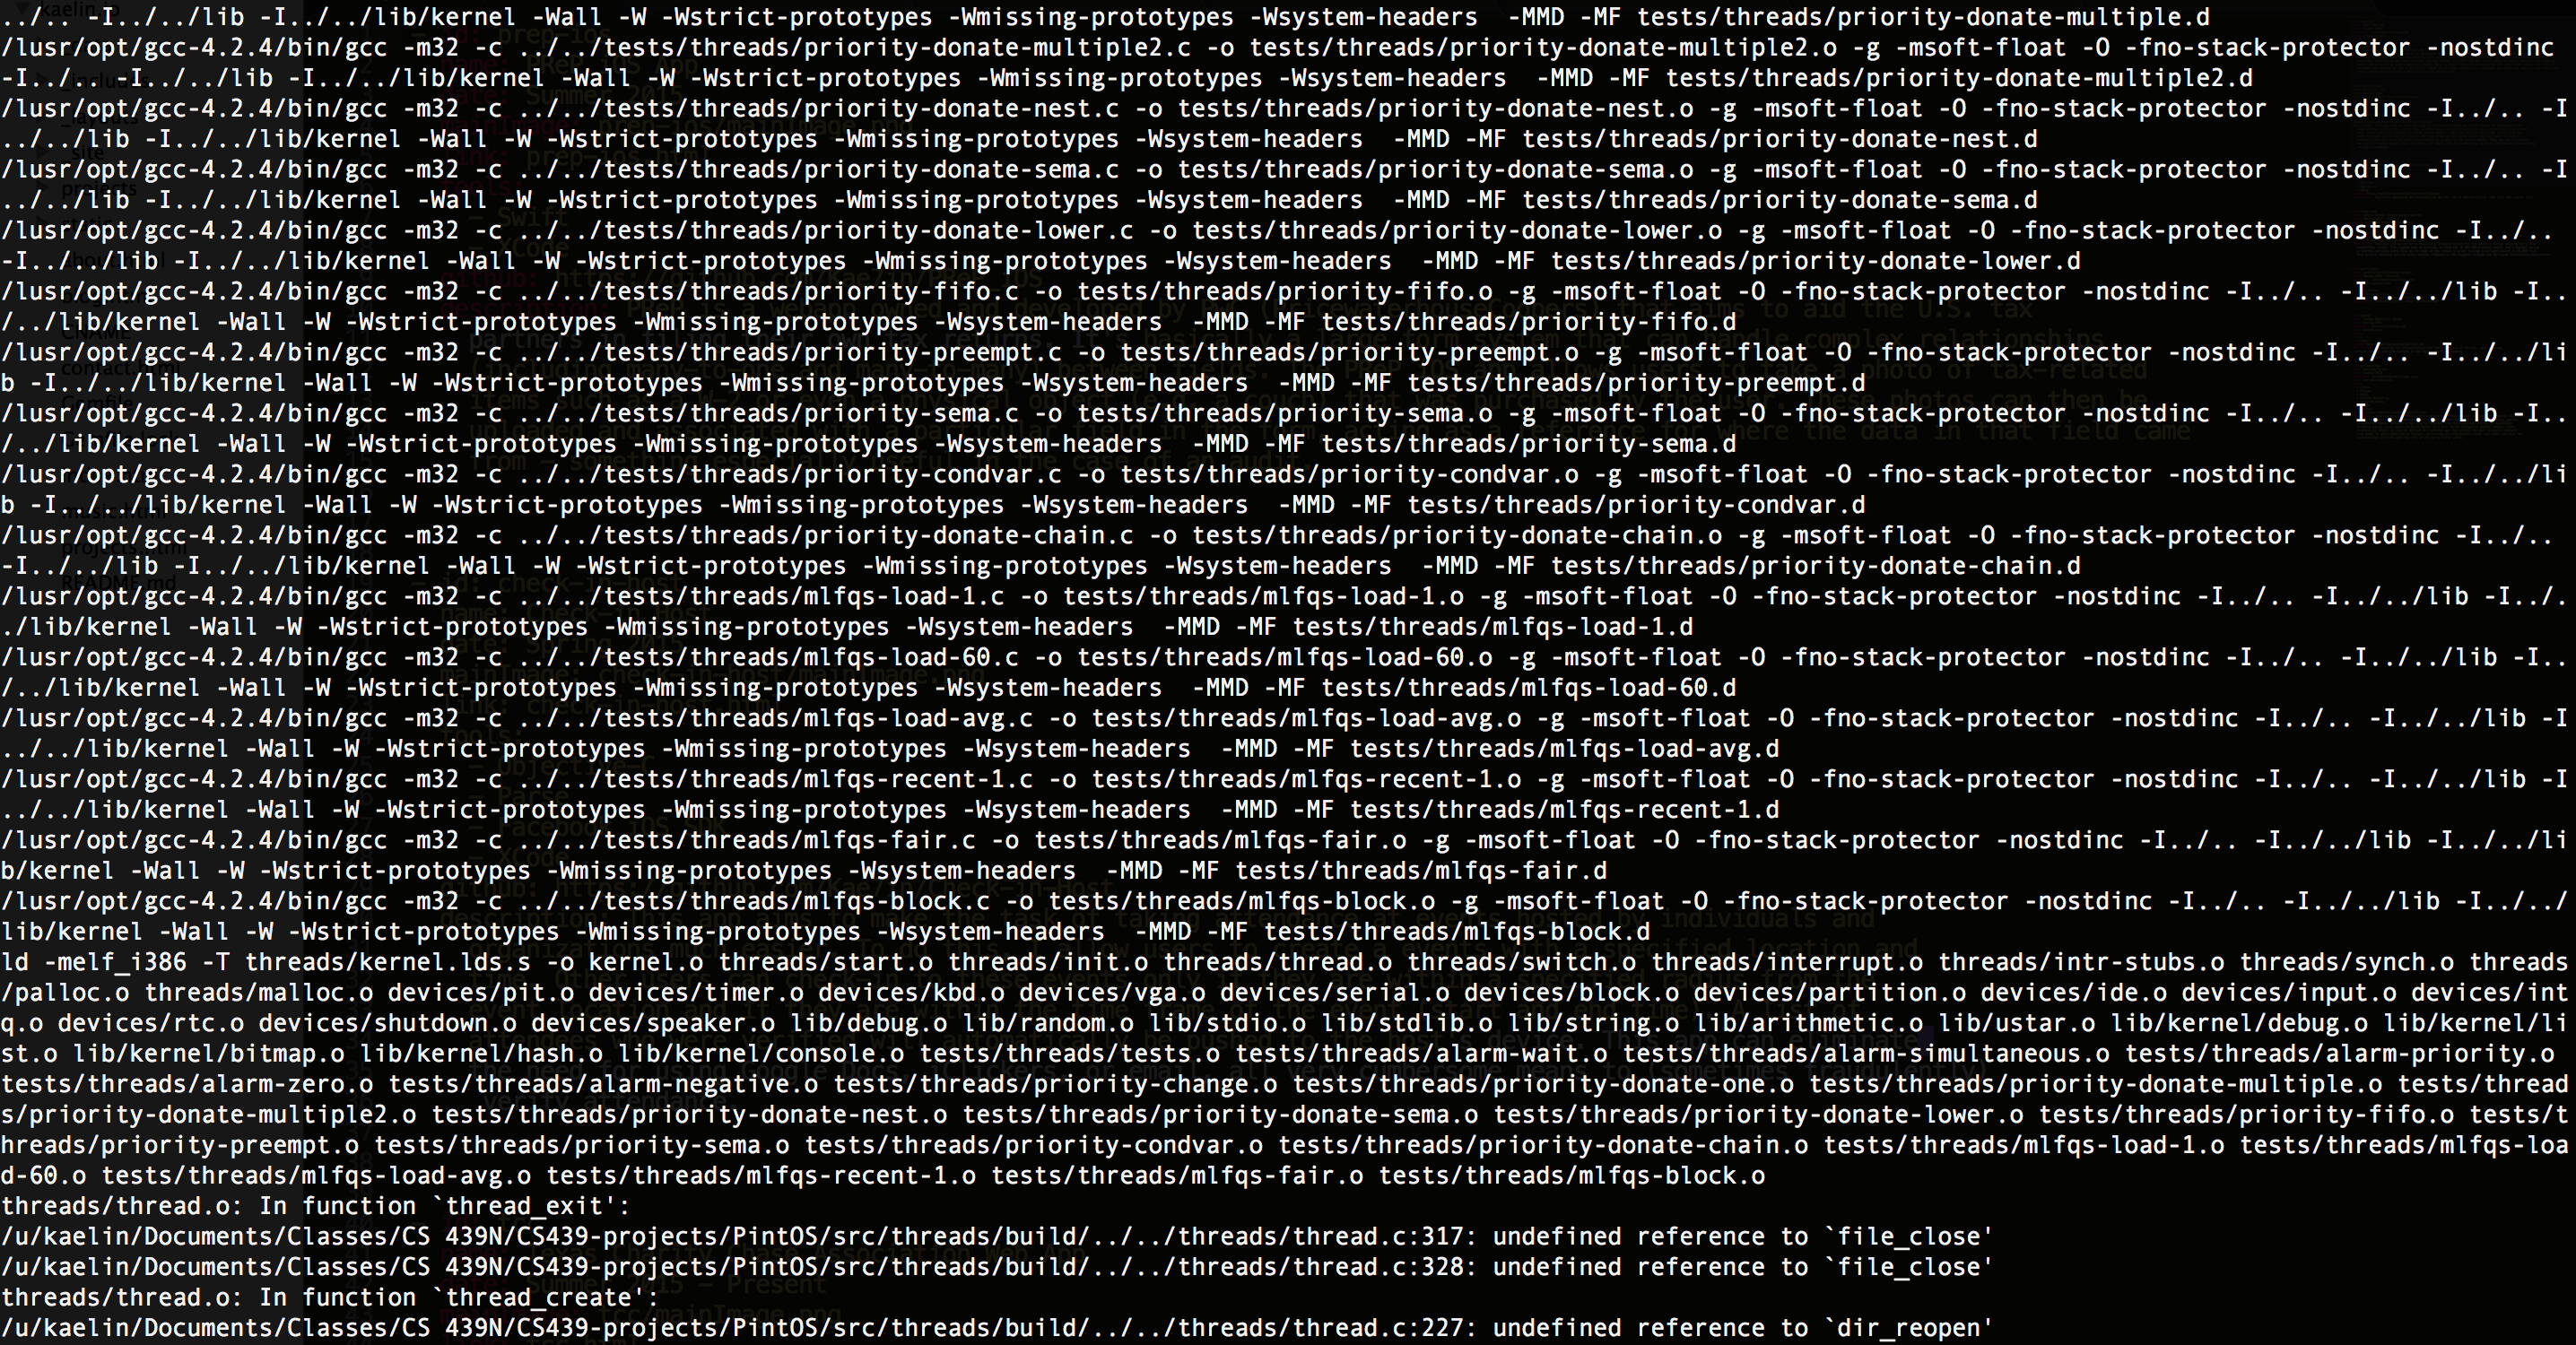 ../.. -I../../lib -I../../lib/kernel -Wall -W -Wstrict-prototypes -Wmissing-prototypes -Wsystem-headers  -MMD -MF tests/threads/priority-donate-multiple.d
/lusr/opt/gcc-4.2.4/bin/gcc -m32 -c ../../tests/threads/priority-donate-multiple2.c -o tests/threads/priority-donate-multiple2.o -g -msoft-float -O -fno-stack-protector -nostdinc
-I../.. -I../../lib -I../../lib/kernel -Wall -W -Wstrict-prototypes -Wmissing-prototypes -Wsystem-headers  -MMD -MF tests/threads/priority-donate-multiple2.d
/lusr/opt/gcc-4.2.4/bin/gcc -m32 -c ../../tests/threads/priority-donate-nest.c -o tests/threads/priority-donate-nest.o -g -msoft-float -O -fno-stack-protector -nostdinc -I../.. -I
../../lib -I../../lib/kernel -Wall -W -Wstrict-prototypes -Wmissing-prototypes -Wsystem-headers  -MMD -MF tests/threads/priority-donate-nest.d
/lusr/opt/gcc-4.2.4/bin/gcc -m32 -c ../../tests/threads/priority-donate-sema.c -o tests/threads/priority-donate-sema.o -g -msoft-float -O -fno-stack-protector -nostdinc -I../.. -I
../../lib -I../../lib/kernel -Wall -W -Wstrict-prototypes -Wmissing-prototypes -Wsystem-headers  -MMD -MF tests/threads/priority-donate-sema.d
/lusr/opt/gcc-4.2.4/bin/gcc -m32 -c ../../tests/threads/priority-donate-lower.c -o tests/threads/priority-donate-lower.o -g -msoft-float -O -fno-stack-protector -nostdinc -I../..
-I../../lib -I../../lib/kernel -Wall -W -Wstrict-prototypes -Wmissing-prototypes -Wsystem-headers  -MMD -MF tests/threads/priority-donate-lower.d
/lusr/opt/gcc-4.2.4/bin/gcc -m32 -c ../../tests/threads/priority-fifo.c -o tests/threads/priority-fifo.o -g -msoft-float -O -fno-stack-protector -nostdinc -I../.. -I../../lib -I..
/../lib/kernel -Wall -W -Wstrict-prototypes -Wmissing-prototypes -Wsystem-headers  -MMD -MF tests/threads/priority-fifo.d
/lusr/opt/gcc-4.2.4/bin/gcc -m32 -c ../../tests/threads/priority-preempt.c -o tests/threads/priority-preempt.o -g -msoft-float -O -fno-stack-protector -nostdinc -I../.. -I../../li
b -I../../lib/kernel -Wall -W -Wstrict-prototypes -Wmissing-prototypes -Wsystem-headers  -MMD -MF tests/threads/priority-preempt.d
/lusr/opt/gcc-4.2.4/bin/gcc -m32 -c ../../tests/threads/priority-sema.c -o tests/threads/priority-sema.o -g -msoft-float -O -fno-stack-protector -nostdinc -I../.. -I../../lib -I..
/../lib/kernel -Wall -W -Wstrict-prototypes -Wmissing-prototypes -Wsystem-headers  -MMD -MF tests/threads/priority-sema.d
/lusr/opt/gcc-4.2.4/bin/gcc -m32 -c ../../tests/threads/priority-condvar.c -o tests/threads/priority-condvar.o -g -msoft-float -O -fno-stack-protector -nostdinc -I../.. -I../../li
b -I../../lib/kernel -Wall -W -Wstrict-prototypes -Wmissing-prototypes -Wsystem-headers  -MMD -MF tests/threads/priority-condvar.d
/lusr/opt/gcc-4.2.4/bin/gcc -m32 -c ../../tests/threads/priority-donate-chain.c -o tests/threads/priority-donate-chain.o -g -msoft-float -O -fno-stack-protector -nostdinc -I../..
-I../../lib -I../../lib/kernel -Wall -W -Wstrict-prototypes -Wmissing-prototypes -Wsystem-headers  -MMD -MF tests/threads/priority-donate-chain.d
/lusr/opt/gcc-4.2.4/bin/gcc -m32 -c ../../tests/threads/mlfqs-load-1.c -o tests/threads/mlfqs-load-1.o -g -msoft-float -O -fno-stack-protector -nostdinc -I../.. -I../../lib -I../.
./lib/kernel -Wall -W -Wstrict-prototypes -Wmissing-prototypes -Wsystem-headers  -MMD -MF tests/threads/mlfqs-load-1.d
/lusr/opt/gcc-4.2.4/bin/gcc -m32 -c ../../tests/threads/mlfqs-load-60.c -o tests/threads/mlfqs-load-60.o -g -msoft-float -O -fno-stack-protector -nostdinc -I../.. -I../../lib -I..
/../lib/kernel -Wall -W -Wstrict-prototypes -Wmissing-prototypes -Wsystem-headers  -MMD -MF tests/threads/mlfqs-load-60.d
/lusr/opt/gcc-4.2.4/bin/gcc -m32 -c ../../tests/threads/mlfqs-load-avg.c -o tests/threads/mlfqs-load-avg.o -g -msoft-float -O -fno-stack-protector -nostdinc -I../.. -I../../lib -I
../../lib/kernel -Wall -W -Wstrict-prototypes -Wmissing-prototypes -Wsystem-headers  -MMD -MF tests/threads/mlfqs-load-avg.d
/lusr/opt/gcc-4.2.4/bin/gcc -m32 -c ../../tests/threads/mlfqs-recent-1.c -o tests/threads/mlfqs-recent-1.o -g -msoft-float -O -fno-stack-protector -nostdinc -I../.. -I../../lib -I
../../lib/kernel -Wall -W -Wstrict-prototypes -Wmissing-prototypes -Wsystem-headers  -MMD -MF tests/threads/mlfqs-recent-1.d
/lusr/opt/gcc-4.2.4/bin/gcc -m32 -c ../../tests/threads/mlfqs-fair.c -o tests/threads/mlfqs-fair.o -g -msoft-float -O -fno-stack-protector -nostdinc -I../.. -I../../lib -I../../li
b/kernel -Wall -W -Wstrict-prototypes -Wmissing-prototypes -Wsystem-headers  -MMD -MF tests/threads/mlfqs-fair.d
/lusr/opt/gcc-4.2.4/bin/gcc -m32 -c ../../tests/threads/mlfqs-block.c -o tests/threads/mlfqs-block.o -g -msoft-float -O -fno-stack-protector -nostdinc -I../.. -I../../lib -I../../
lib/kernel -Wall -W -Wstrict-prototypes -Wmissing-prototypes -Wsystem-headers  -MMD -MF tests/threads/mlfqs-block.d
ld -melf_i386 -T threads/kernel.lds.s -o kernel.o threads/start.o threads/init.o threads/thread.o threads/switch.o threads/interrupt.o threads/intr-stubs.o threads/synch.o threads
/palloc.o threads/malloc.o devices/pit.o devices/timer.o devices/kbd.o devices/vga.o devices/serial.o devices/block.o devices/partition.o devices/ide.o devices/input.o devices/int
q.o devices/rtc.o devices/shutdown.o devices/speaker.o lib/debug.o lib/random.o lib/stdio.o lib/stdlib.o lib/string.o lib/arithmetic.o lib/ustar.o lib/kernel/debug.o lib/kernel/li
st.o lib/kernel/bitmap.o lib/kernel/hash.o lib/kernel/console.o tests/threads/tests.o tests/threads/alarm-wait.o tests/threads/alarm-simultaneous.o tests/threads/alarm-priority.o
tests/threads/alarm-zero.o tests/threads/alarm-negative.o tests/threads/priority-change.o tests/threads/priority-donate-one.o tests/threads/priority-donate-multiple.o tests/thread
s/priority-donate-multiple2.o tests/threads/priority-donate-nest.o tests/threads/priority-donate-sema.o tests/threads/priority-donate-lower.o tests/threads/priority-fifo.o tests/t
hreads/priority-preempt.o tests/threads/priority-sema.o tests/threads/priority-condvar.o tests/threads/priority-donate-chain.o tests/threads/mlfqs-load-1.o tests/threads/mlfqs-loa
d-60.o tests/threads/mlfqs-load-avg.o tests/threads/mlfqs-recent-1.o tests/threads/mlfqs-fair.o tests/threads/mlfqs-block.o
threads/thread.o: In function `thread_exit':
/u/kaelin/Documents/Classes/CS 439N/CS439-projects/PintOS/src/threads/build/../../threads/thread.c:317: undefined reference to `file_close'
/u/kaelin/Documents/Classes/CS 439N/CS439-projects/PintOS/src/threads/build/../../threads/thread.c:328: undefined reference to `file_close'
threads/thread.o: In function `thread_create':
/u/kaelin/Documents/Classes/CS 439N/CS439-projects/PintOS/src/threads/build/../../threads/thread.c:227: undefined reference to `dir_reopen'